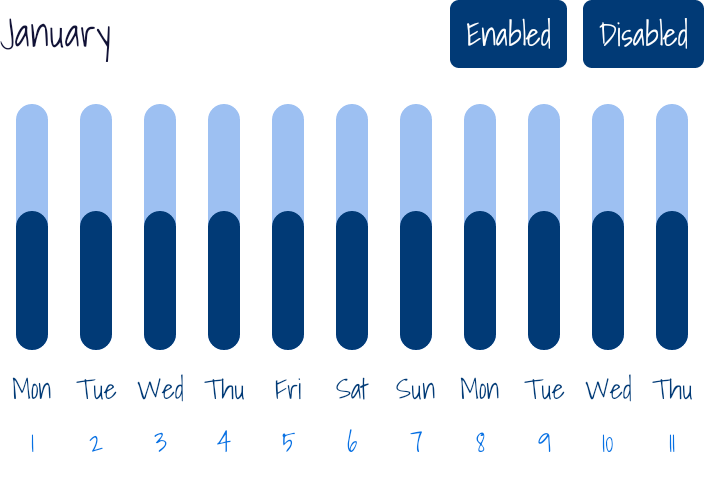 January Enabled Disabled
Mon Tue Wed Thu Fri Sat Sun Mon Tue Wed Thu
1 2 3 4 5 6 7 8 9 10 11